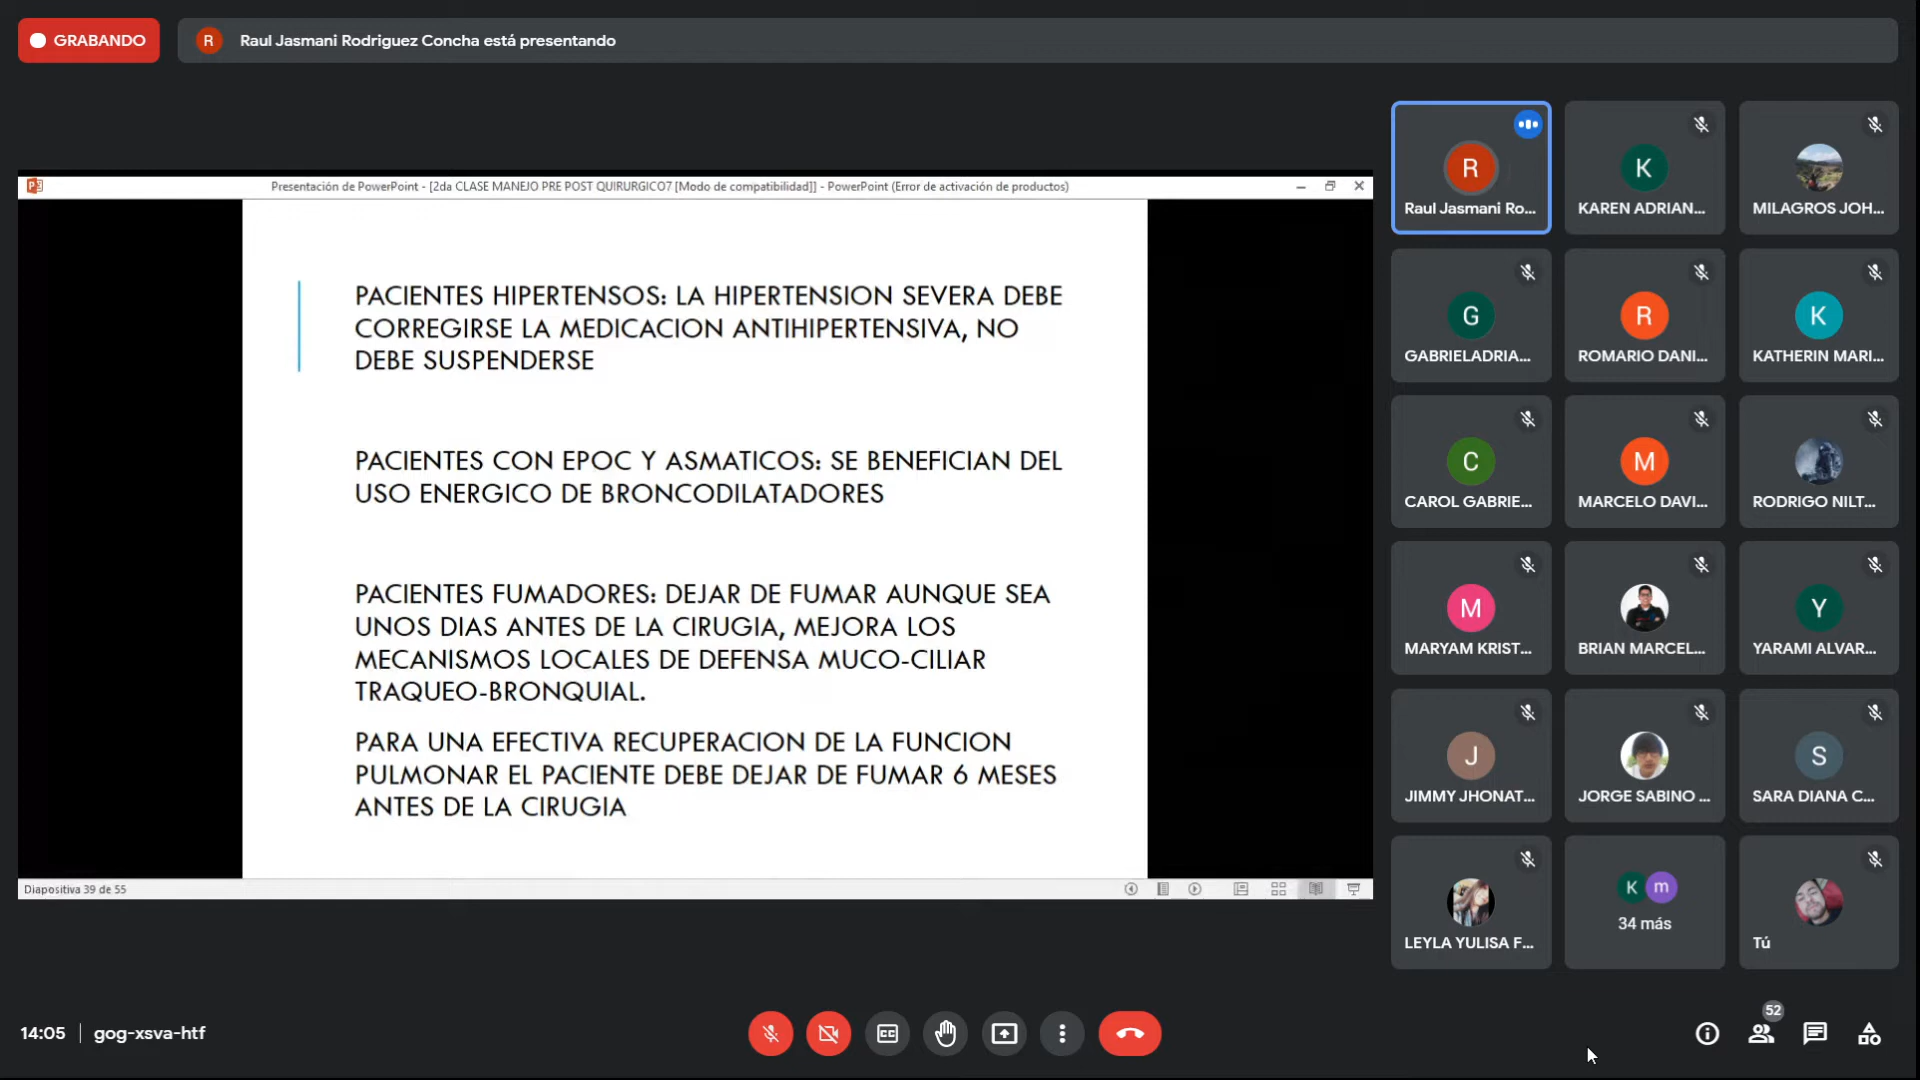 GRABANDO
R
Raul Jasmani Rodriguez Concha está presentando
Presentación de PowerPoint - [2da CLASE MANEJO PRE POST QUIRURGICO7 [Modo de compatibilidad]] - PowerPoint (Error de activación de productos)
PACIENTES HIPERTENSOS: LA HIPERTENSION SEVERA DEBE
CORREGIRSE LA MEDICACION ANTIHIPERTENSIVA, NO
DEBE SUSPENDERSE
PACIENTES CON EPOC Y ASMATICOS: SE BENEFICIAN DEL
USO ENERGICO DE BRONCODILATADORES
PACIENTES FUMADORES: DEJAR DE FUMAR AUNQUE SEA
UNOS DIAS ANTES DE LA CIRUGIA, MEJORA LOS
MECANISMOS LOCALES DE DEFENSA MUCO-CILIAR
TRAQUEO-BRONQUIAL.
PARA UNA EFECTIVA RECUPERACION DE LA FUNCION
PULMONAR EL PACIENTE DEBE DEJAR DE FUMAR 6 MESES
ANTES DE LA CIRUGIA
Diapositiva 39 de 55
R
Raul Jasmani Ro...
K
KAREN ADRIAN...
MILAGROS JOH...
G
GABRIELADRIA...
R
ROMARIO DANI...
K
KATHERIN MARI...
C
CAROL GABRIE...
M
MARCELO DAVI...
RODRIGO NILT...
M
MARYAM KRIST...
BRIAN MARCEL...
Y
YARAMI ALVAR...
J
JIMMY JHONAT...
JORGE SABINO ...
S
SARA DIANA C...
LEYLA YULISA F...
K m
34 más
Tú
14:05
gog-xsva-htf
CC
52